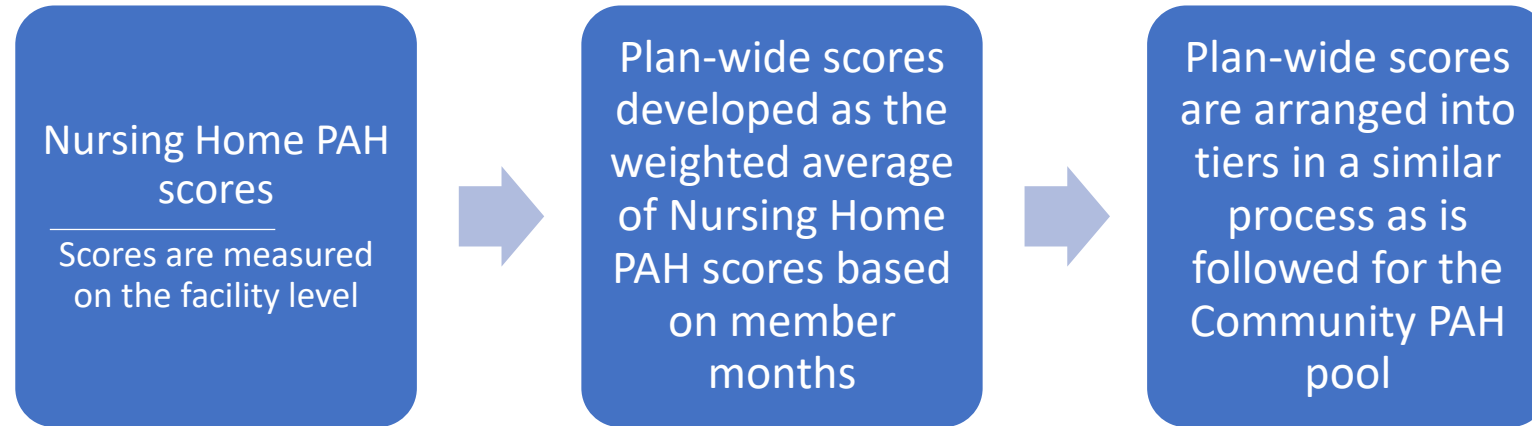 Nursing Home PAH
scores
Scores are measured
on the facility level
Plan-wide scores
developed as the
weighted average
of Nursing Home
PAH scores based
on member
months
Plan-wide scores
are arranged into
tiers in a similar
process as is
followed for the
Community PAH
pool